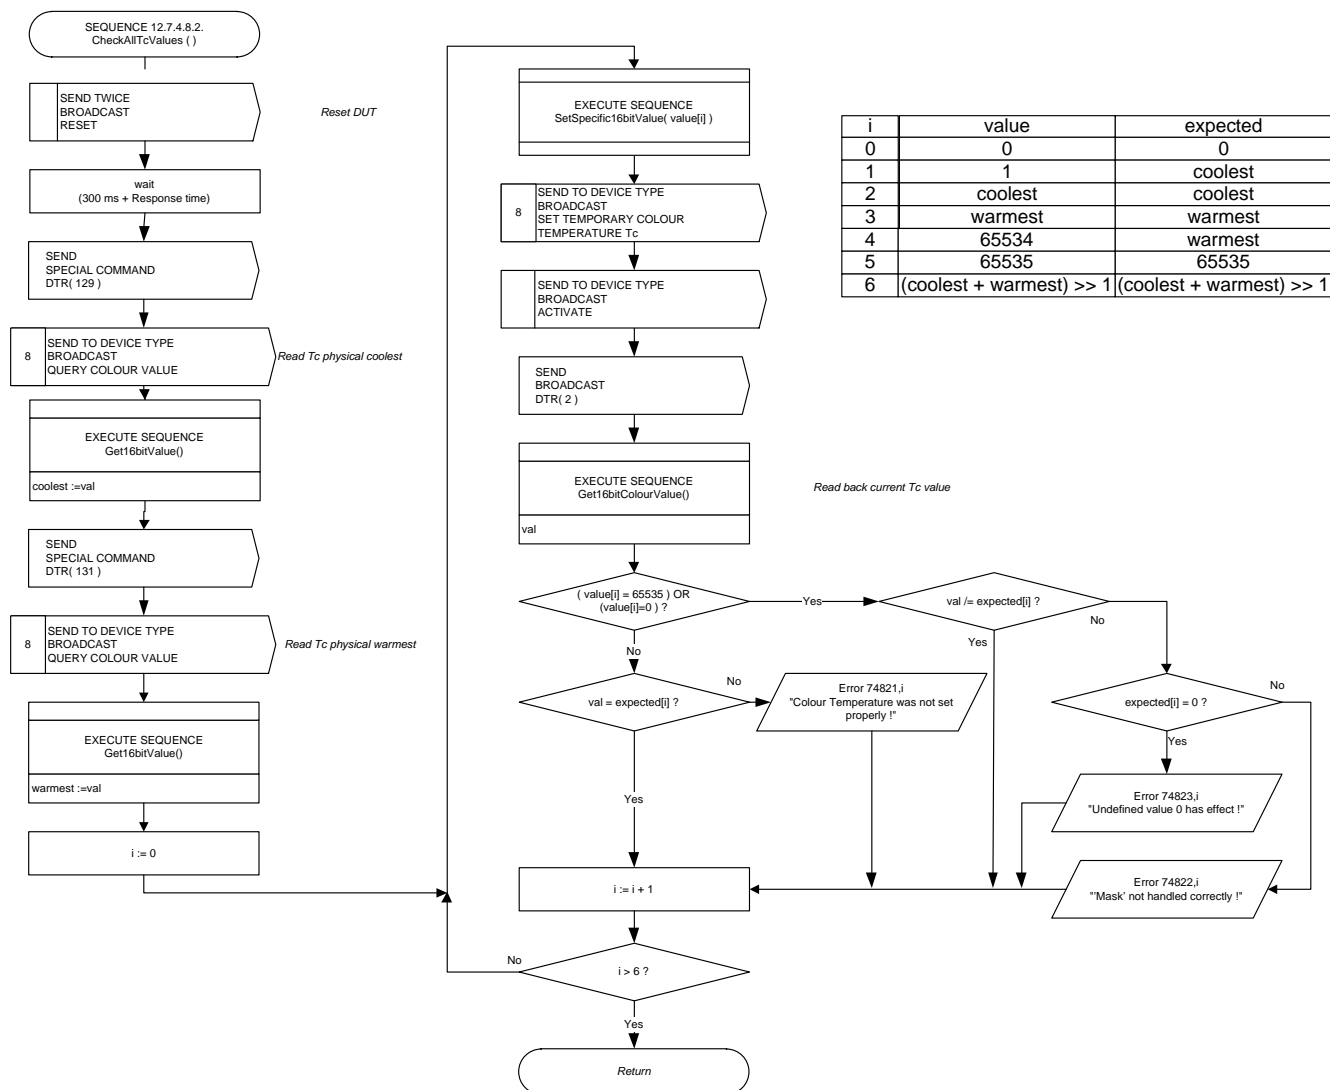 SEQUENCE 12.7.4.8.2.
CheckAllTcValues ( )
SEND TWICE
BROADCAST
RESET
Reset DUT
wait
(300 ms + Response time)
SEND
SPECIAL COMMAND
DTR( 129 )
8
SEND TO DEVICE TYPE
BROADCAST
QUERY COLOUR VALUE
Read Tc physical coolest
EXECUTE SEQUENCE
Get16bitValue()
coolest :=val
SEND
SPECIAL COMMAND
DTR( 131 )
8
SEND TO DEVICE TYPE
BROADCAST
QUERY COLOUR VALUE
Read Tc physical warmest
EXECUTE SEQUENCE
Get16bitValue()
warmest :=val
i := 0
EXECUTE SEQUENCE
SetSpecific16bitValue( value[i] )
8
SEND TO DEVICE TYPE
BROADCAST
SET TEMPORARY COLOUR
TEMPERATURE Tc
SEND TO DEVICE TYPE
BROADCAST
ACTIVATE
SEND
BROADCAST
DTR( 2 )
EXECUTE SEQUENCE
Get16bitColourValue()
val
Read back current Tc value
( value[i] = 65535 ) OR
(value[i]=0 ) ?
Yes
No
val /= expected[i] ?
No
Yes
val = expected[i] ?
No
Yes
Error 74821,i
"Colour Temperature was not set
properly !"
expected[i] = 0 ?
No
Yes
Error 74823,i
"Undefined value 0 has effect !"
Error 74822,i
"'Mask' not handled correctly !"
i := i + 1
i > 6 ?
No
Yes
Return
i value expected
0 0 0
1 1 coolest
2 coolest coolest
3 warmest warmest
4 65534 warmest
5 65535 65535
6 (coolest + warmest) >> 1 (coolest + warmest) >> 1